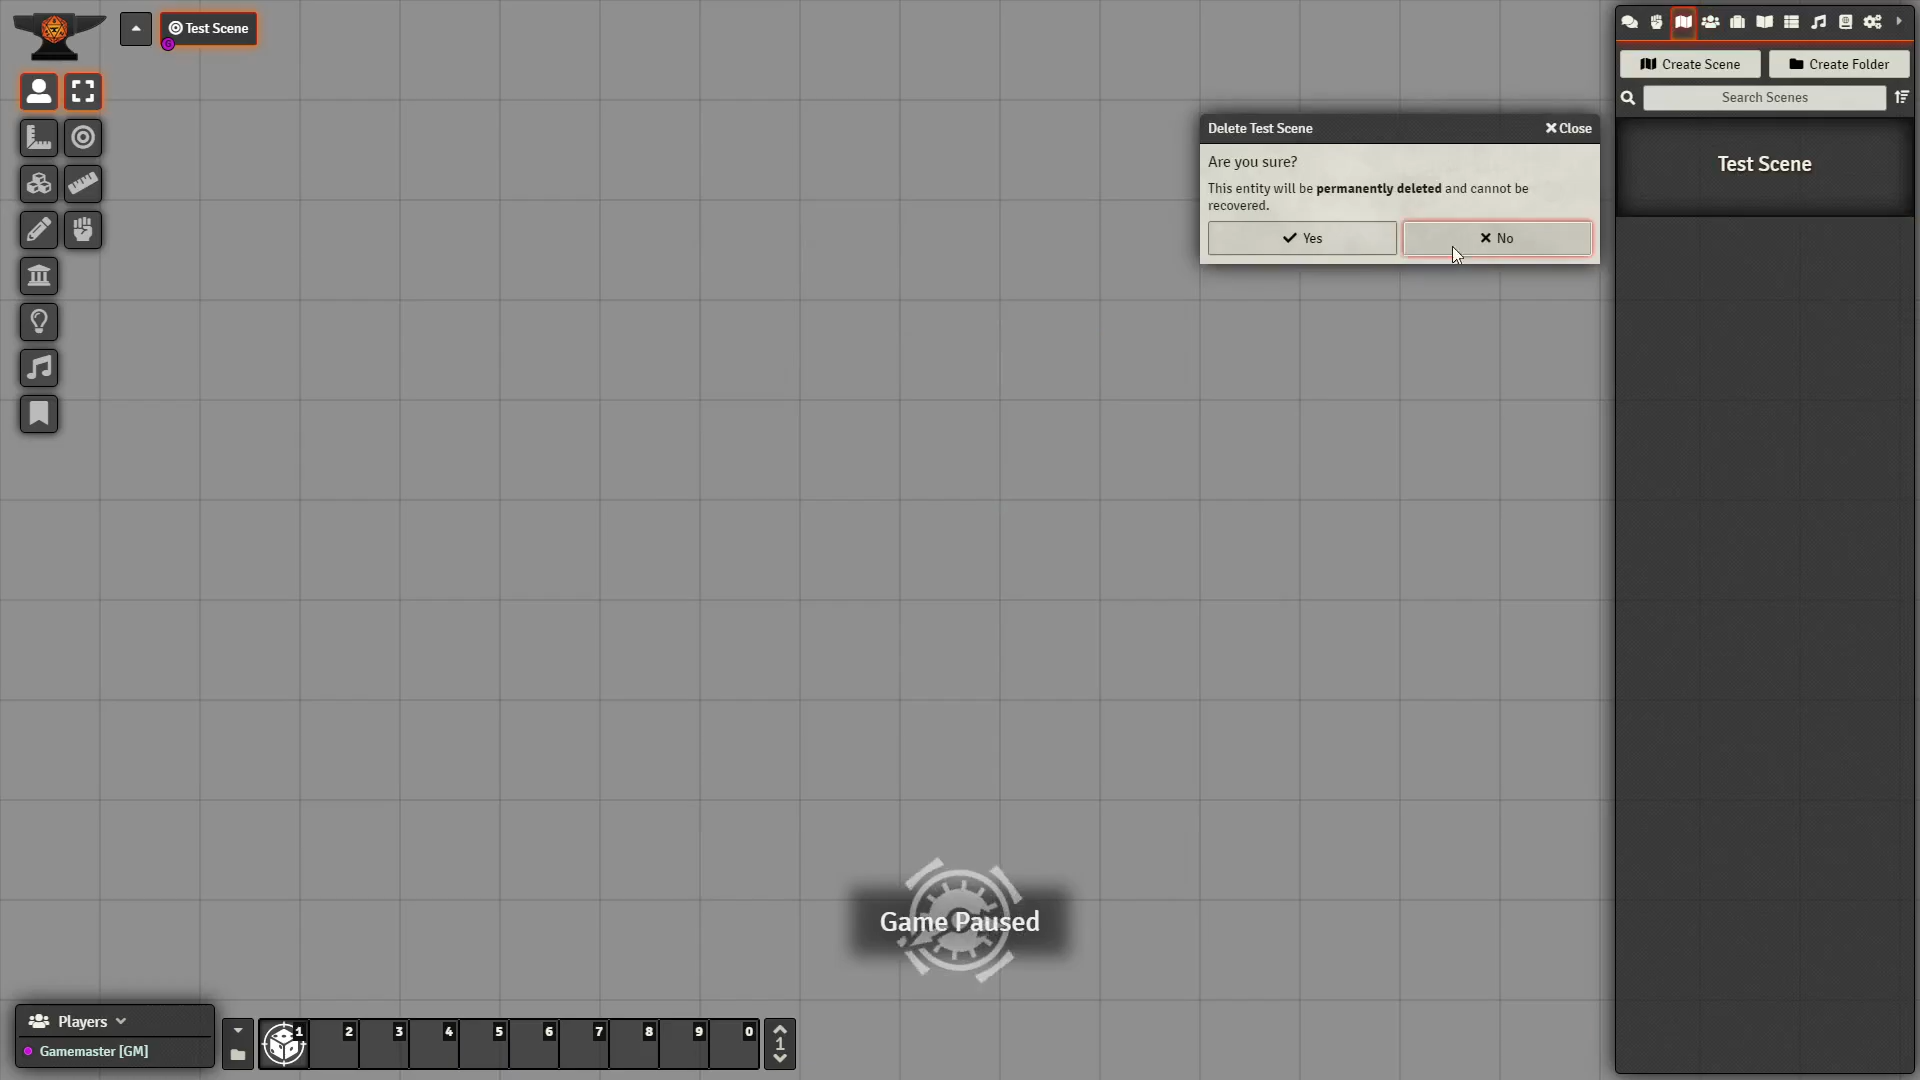 Test Scene
G
Create Scene
Create Folder
Search Scenes
Test Scene
Delete Test Scene
Close
Are you sure?
This entity will be permanently deleted and cannot be
recovered.
Yes
No
Game Paused
Players
Gamemaster [GM]
1
2
3
4
5
6
7
8
9
0
1